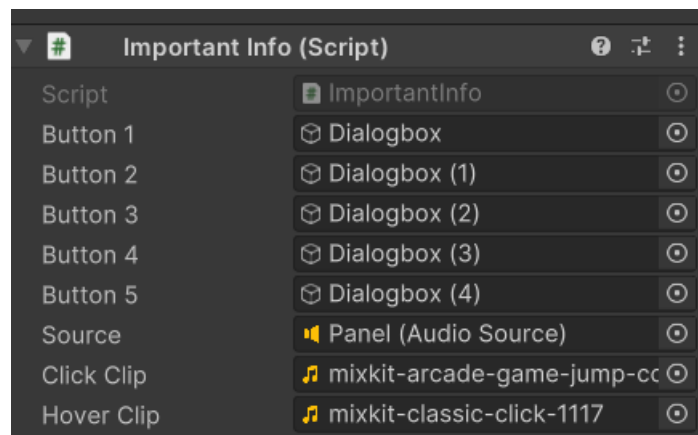 Important Info (Script)
Script ImportantInfo
Button 1 Dialogbox
Button 2 Dialogbox (1)
Button 3 Dialogbox (2)
Button 4 Dialogbox (3)
Button 5 Dialogbox (4)
Source Panel (Audio Source)
Click Clip mixkit-arcade-game-jump-cc
Hover Clip mixkit-classic-click-1117